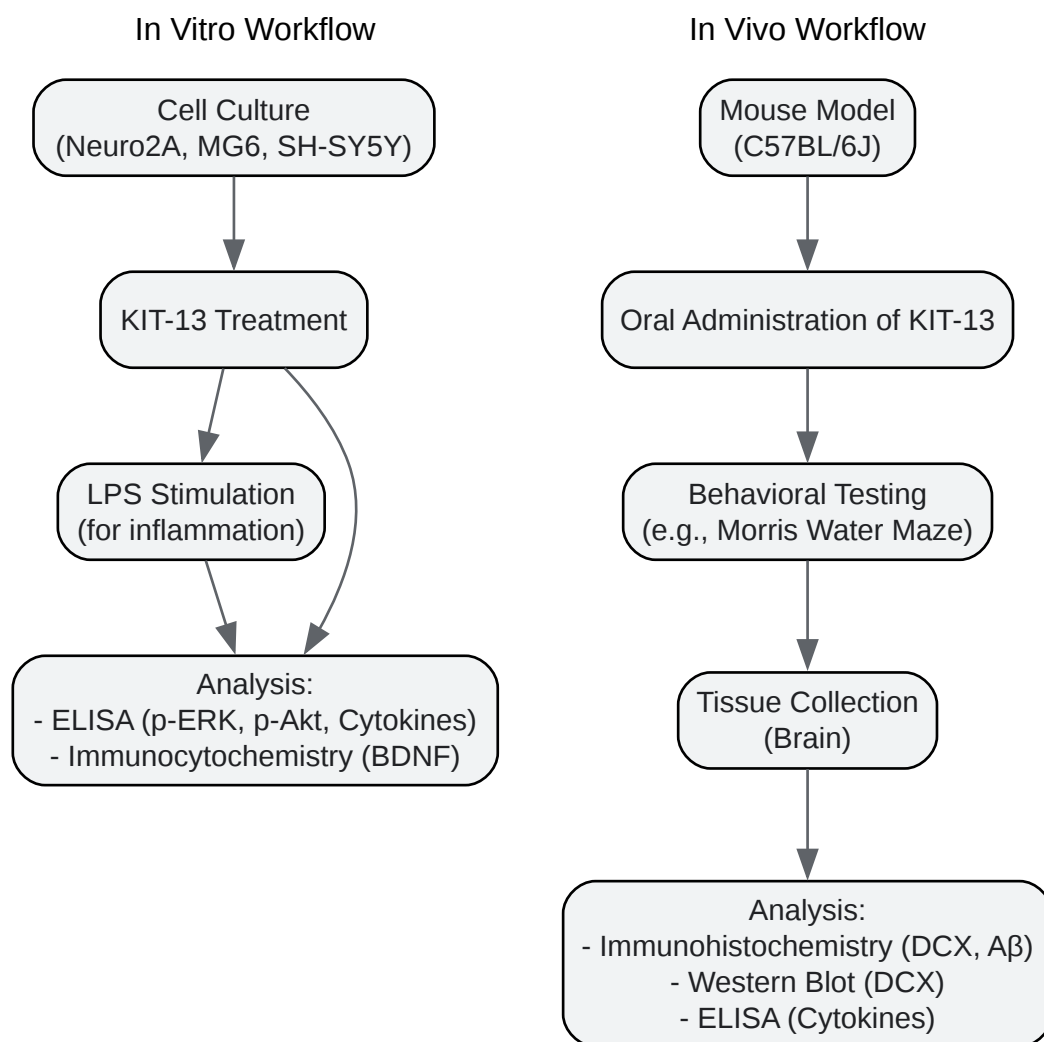 In Vitro Workflow
Cell Culture
(Neuro2A, MG6, SH-SY5Y)
KIT-13 Treatment
LPS Stimulation
(for inflammation)
Analysis:
- ELISA (p-ERK, p-Akt, Cytokines)
- Immunocytochemistry (BDNF)
In Vivo Workflow
Mouse Model
(C57BL/6J)
Oral Administration of KIT-13
Behavioral Testing
(e.g., Morris Water Maze)
Tissue Collection
(Brain)
Analysis:
- Immunohistochemistry (DCX, Aβ)
- Western Blot (DCX)
- ELISA (Cytokines)